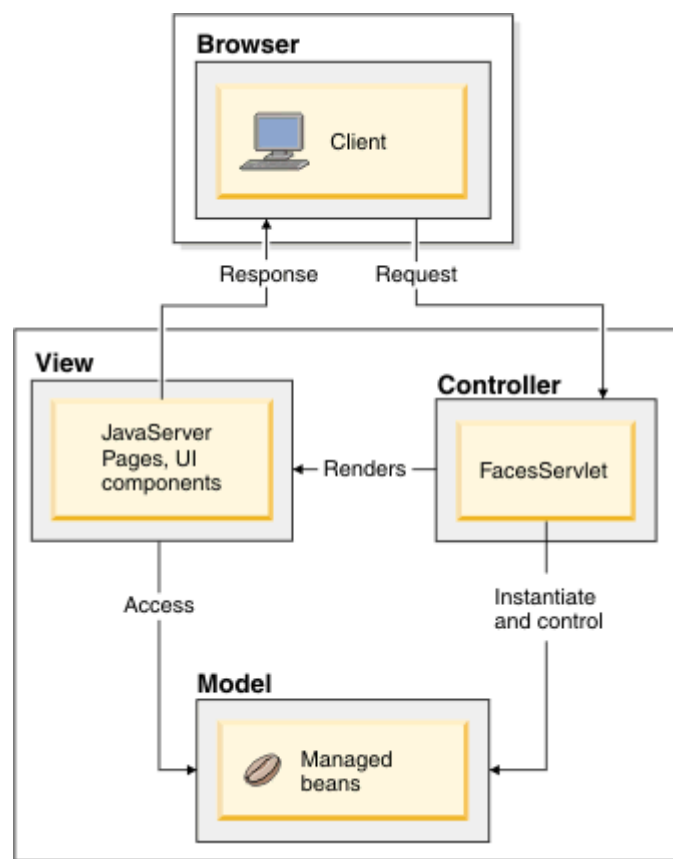 Browser
Client
Response
Request
View
Controller
JavaServer
Pages, UI
components
Renders
FacesServlet
Access
Instantiate
and control
Model
Managed
beans